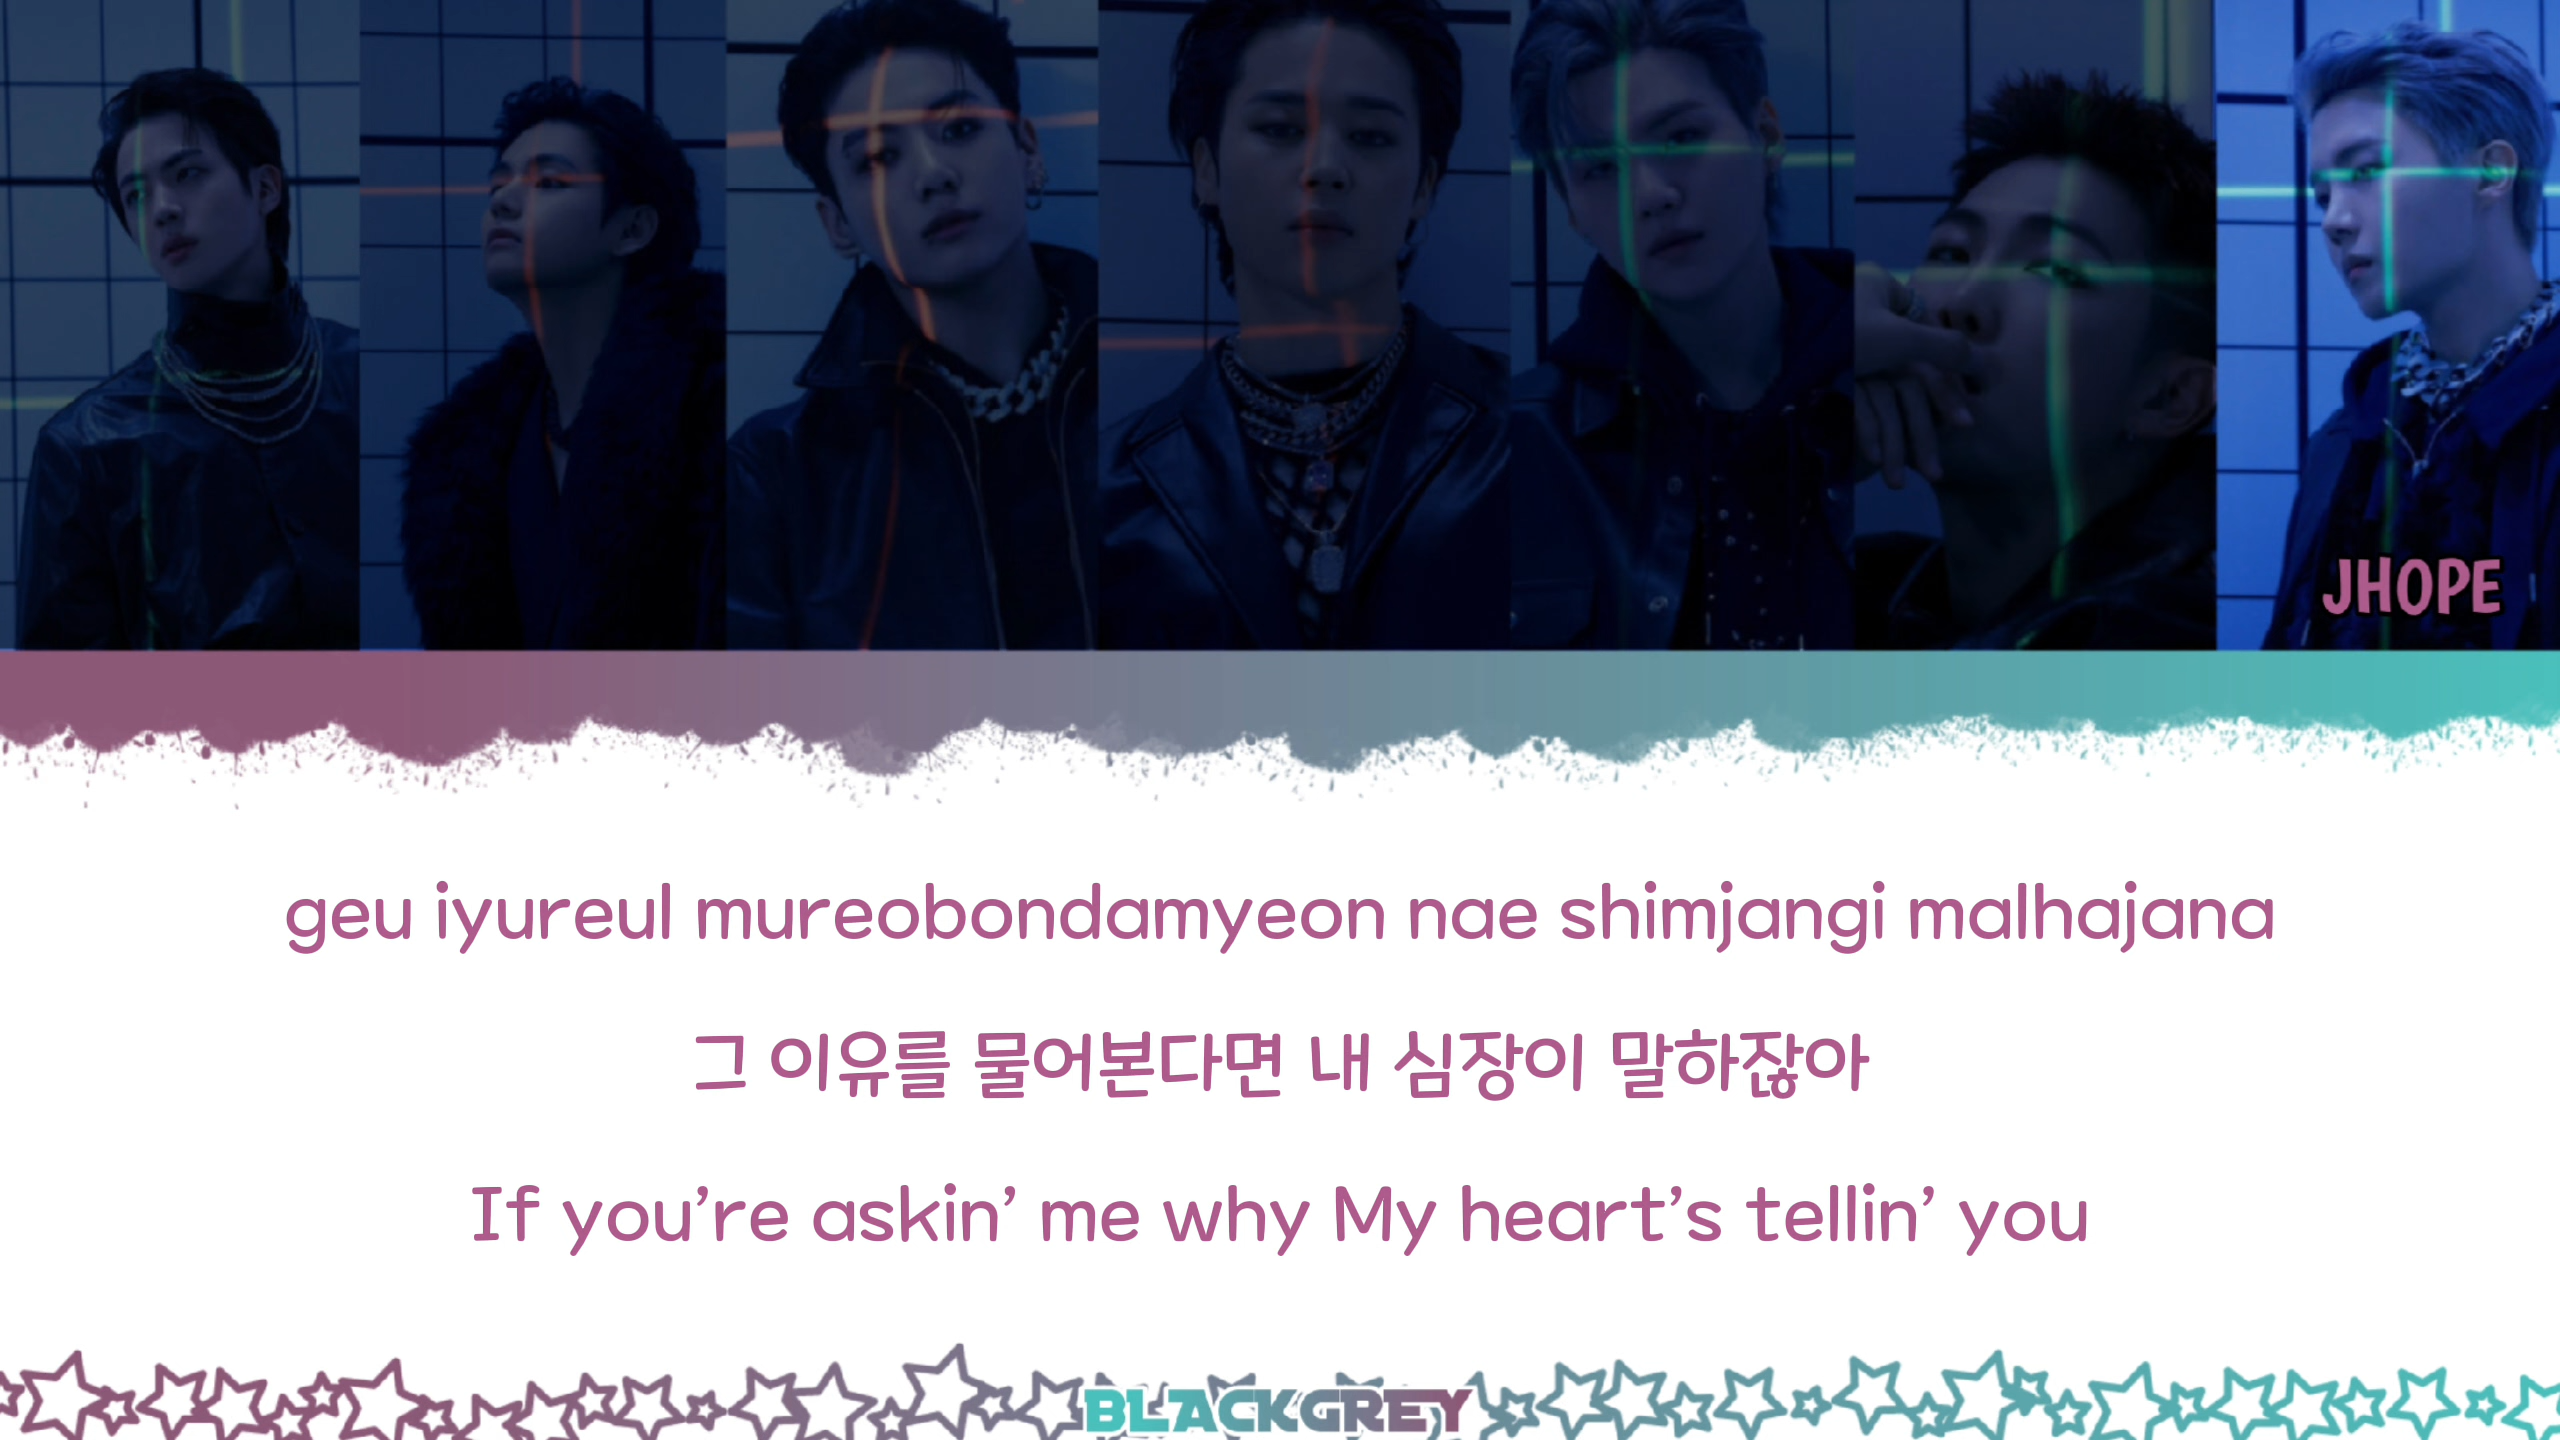 JHOPE
geu iyureul mureobondamyeon nae shimjangi malhajana
그 이유를 물어본다면 내 심장이 말하잖아
If you’re askin’ me why My heart’s tellin’ you
BLACKGREY